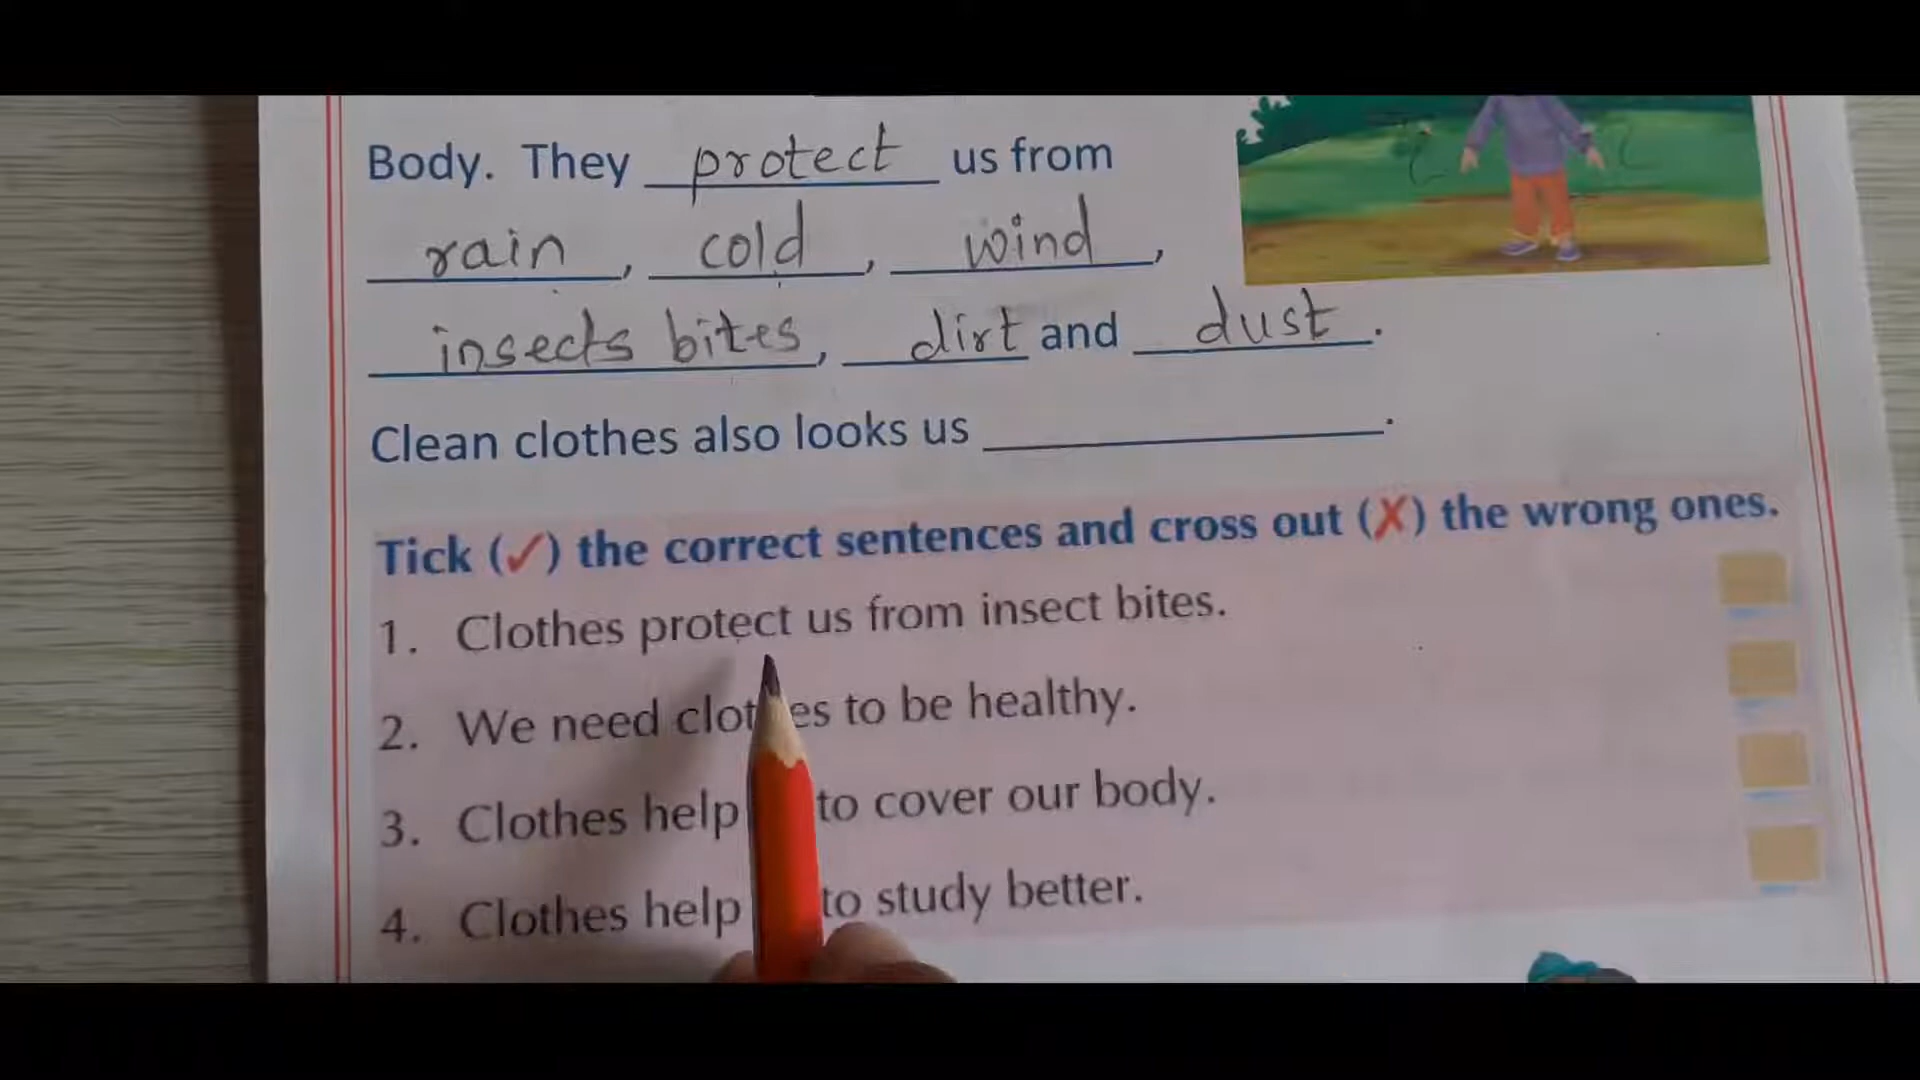 Body. They protect us from
rain, cold, wind,
insects bites, dirt and dust.
Clean clothes also looks us ____________.
Tick (✓) the correct sentences and cross out (✗) the wrong ones.
1. Clothes protect us from insect bites.
2. We need clothes to be healthy.
3. Clothes help to cover our body.
4. Clothes help to study better.